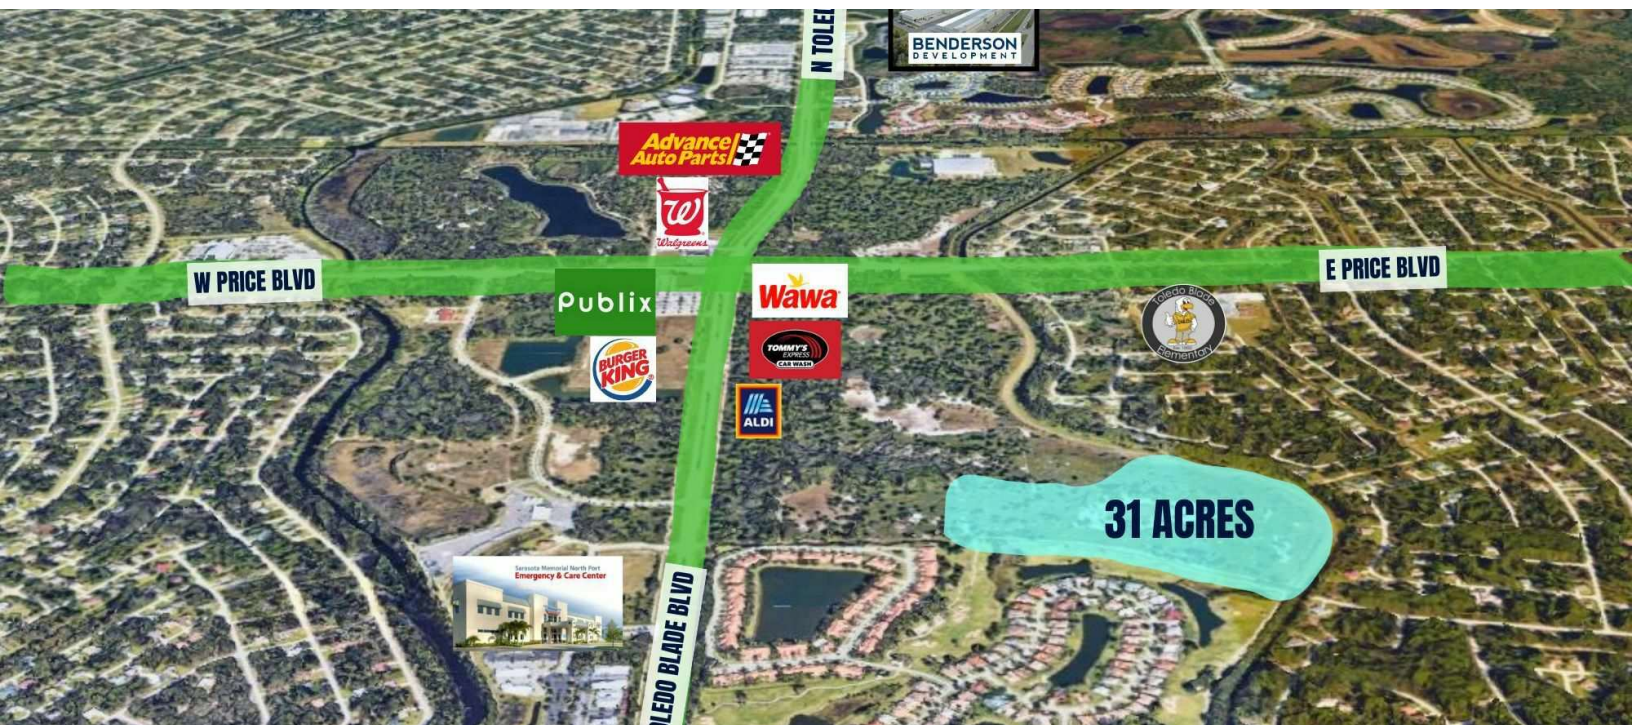 N TOLED
BENDERSON
DEVELOPMENT
Advance
Auto Parts
Walgreens
W PRICE BLVD
E PRICE BLVD
Publix
Wawa
Toledo Blade
Elementary
TOMMY'S
EXPRESS
CAR WASH
BURGER
KING
ALDI
31 ACRES
Sarasota Memorial North Port
Emergency & Care Center
OLEDO BLADE BLVD